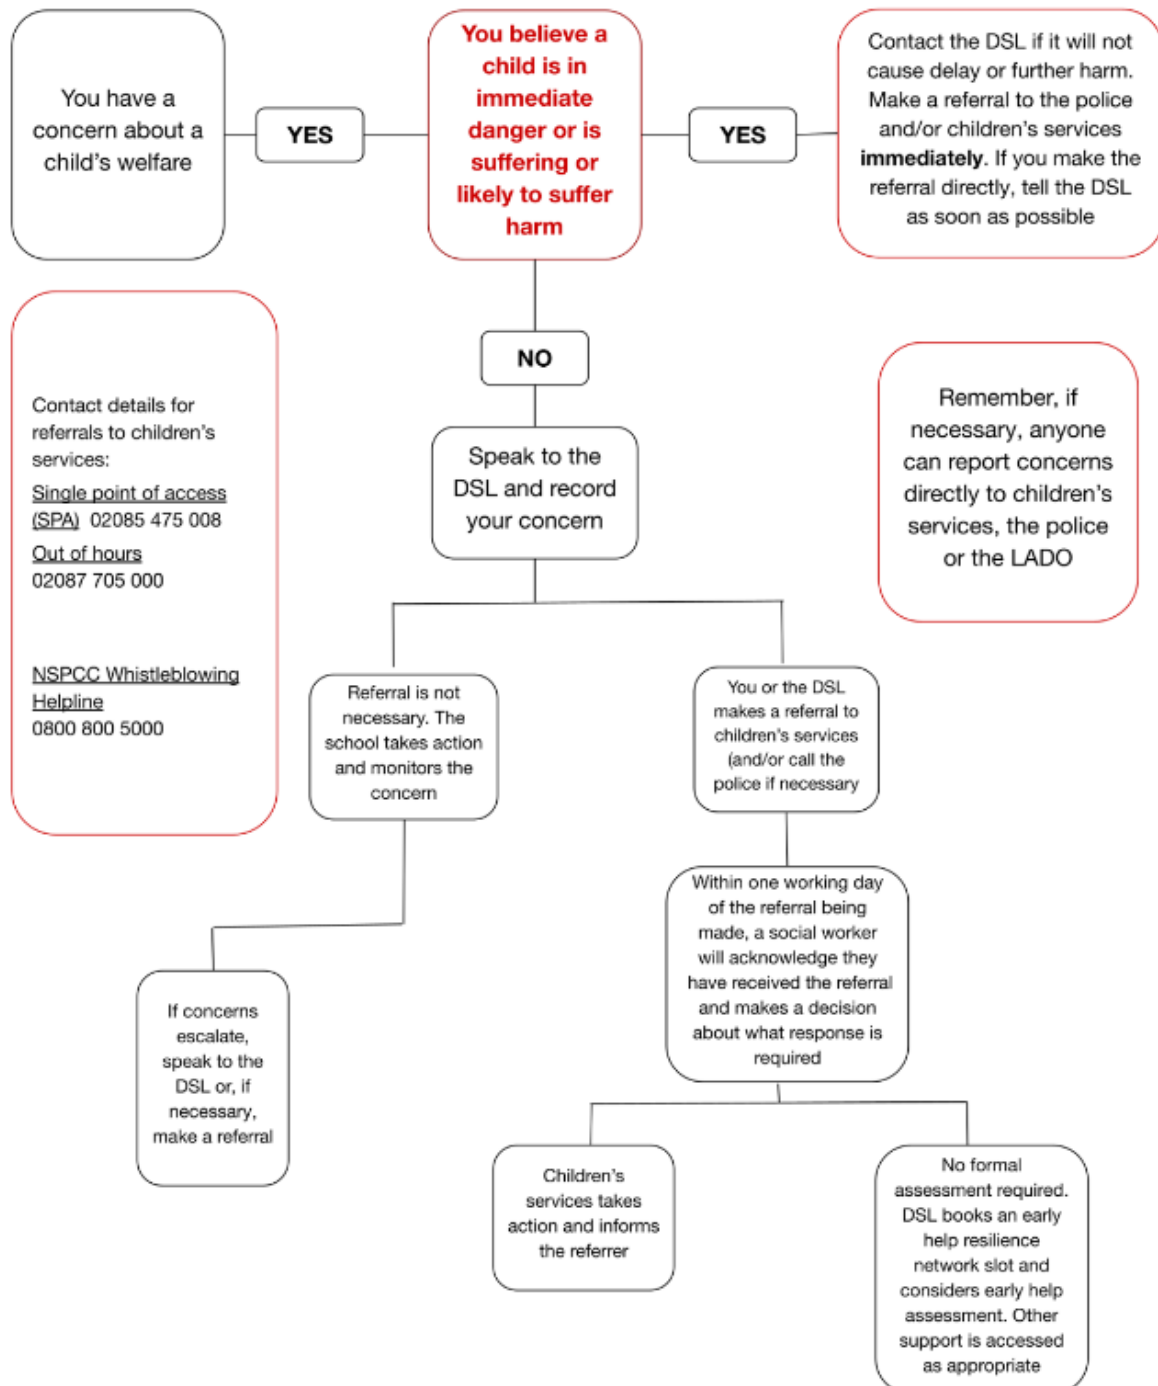 You have a
concern about a
child's welfare
YES
You believe a
child is in
immediate
danger or is
suffering or
likely to suffer
harm
YES
Contact the DSL if it will not
cause delay or further harm.
Make a referral to the police
and/or children's services
immediately. If you make the
referral directly, tell the DSL
as soon as possible
NO
Contact details for
referrals to children's
services:
Single point of access
(SPA) 02085 475 008
Out of hours
02087 705 000
NSPCC Whistleblowing
Helpline
0800 800 5000
Speak to the
DSL and record
your concern
Remember, if
necessary, anyone
can report concerns
directly to children's
services, the police
or the LADO
Referral is not
necessary. The
school takes action
and monitors the
concern
You or the DSL
makes a referral to
children's services
(and/or call the
police if necessary
If concerns
escalate,
speak to the
DSL or, if
necessary,
make a referral
Within one working day
of the referral being
made, a social worker
will acknowledge they
have received the referral
and makes a decision
about what response is
required
Children's
services takes
action and informs
the referrer
No formal
assessment required.
DSL books an early
help resilience
network slot and
considers early help
assessment. Other
support is accessed
as appropriate